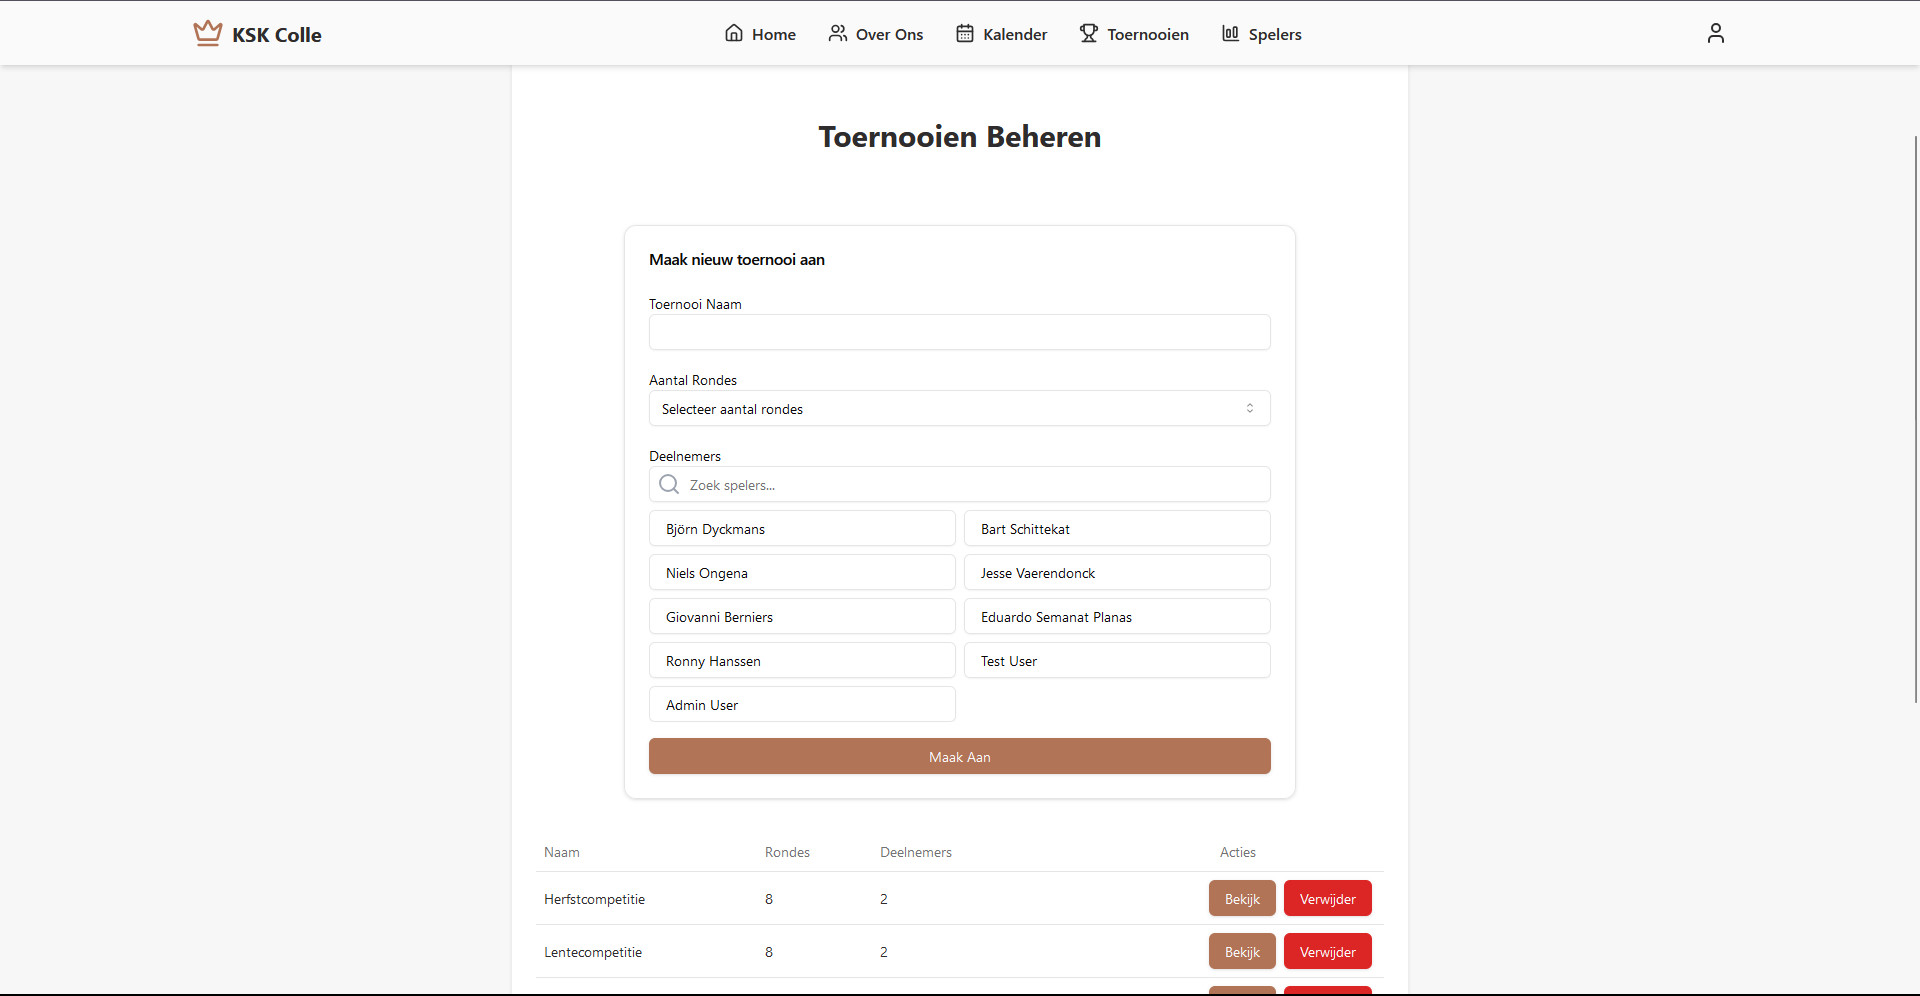 KSK Colle
Home
Over Ons
Kalender
Toernooien
Spelers
Toernooien Beheren
Maak nieuw toernooi aan
Toernooi Naam
Aantal Rondes
Selecteer aantal rondes
Deelnemers
Zoek spelers...
Björn Dyckmans
Bart Schittekat
Niels Ongena
Jesse Vaerendonck
Giovanni Berniers
Eduardo Semanat Planas
Ronny Hanssen
Test User
Admin User
Maak Aan
Naam Rondes Deelnemers Acties
Herfstcompetitie 8 2 Bekijk Verwijder
Lentecompetitie 8 2 Bekijk Verwijder